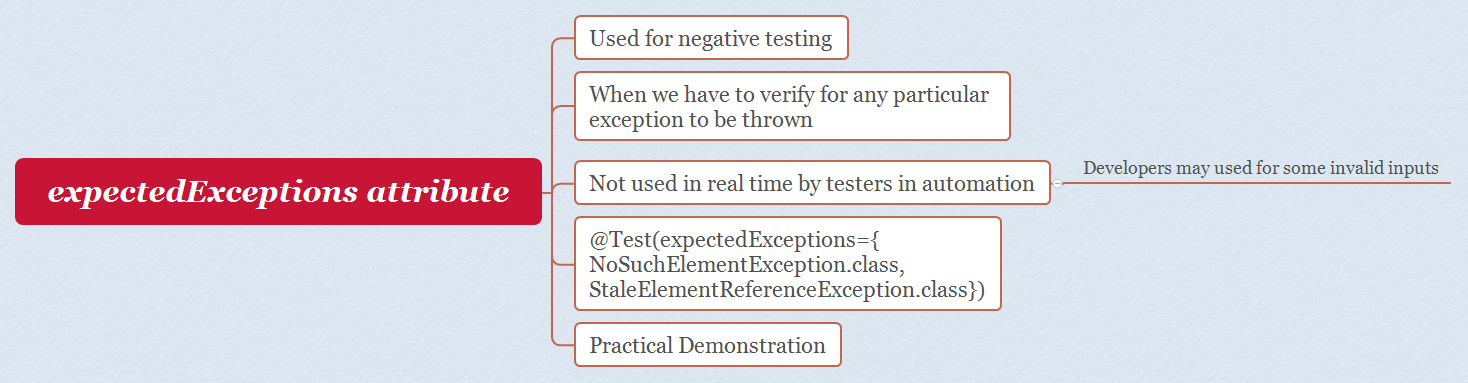 expectedExceptions attribute
Used for negative testing
When we have to verify for any particular
exception to be thrown
Not used in real time by testers in automation
Developers may used for some invalid inputs
@Test(expectedExceptions={
NoSuchElementException.class,
StaleElementReferenceException.class})
Practical Demonstration